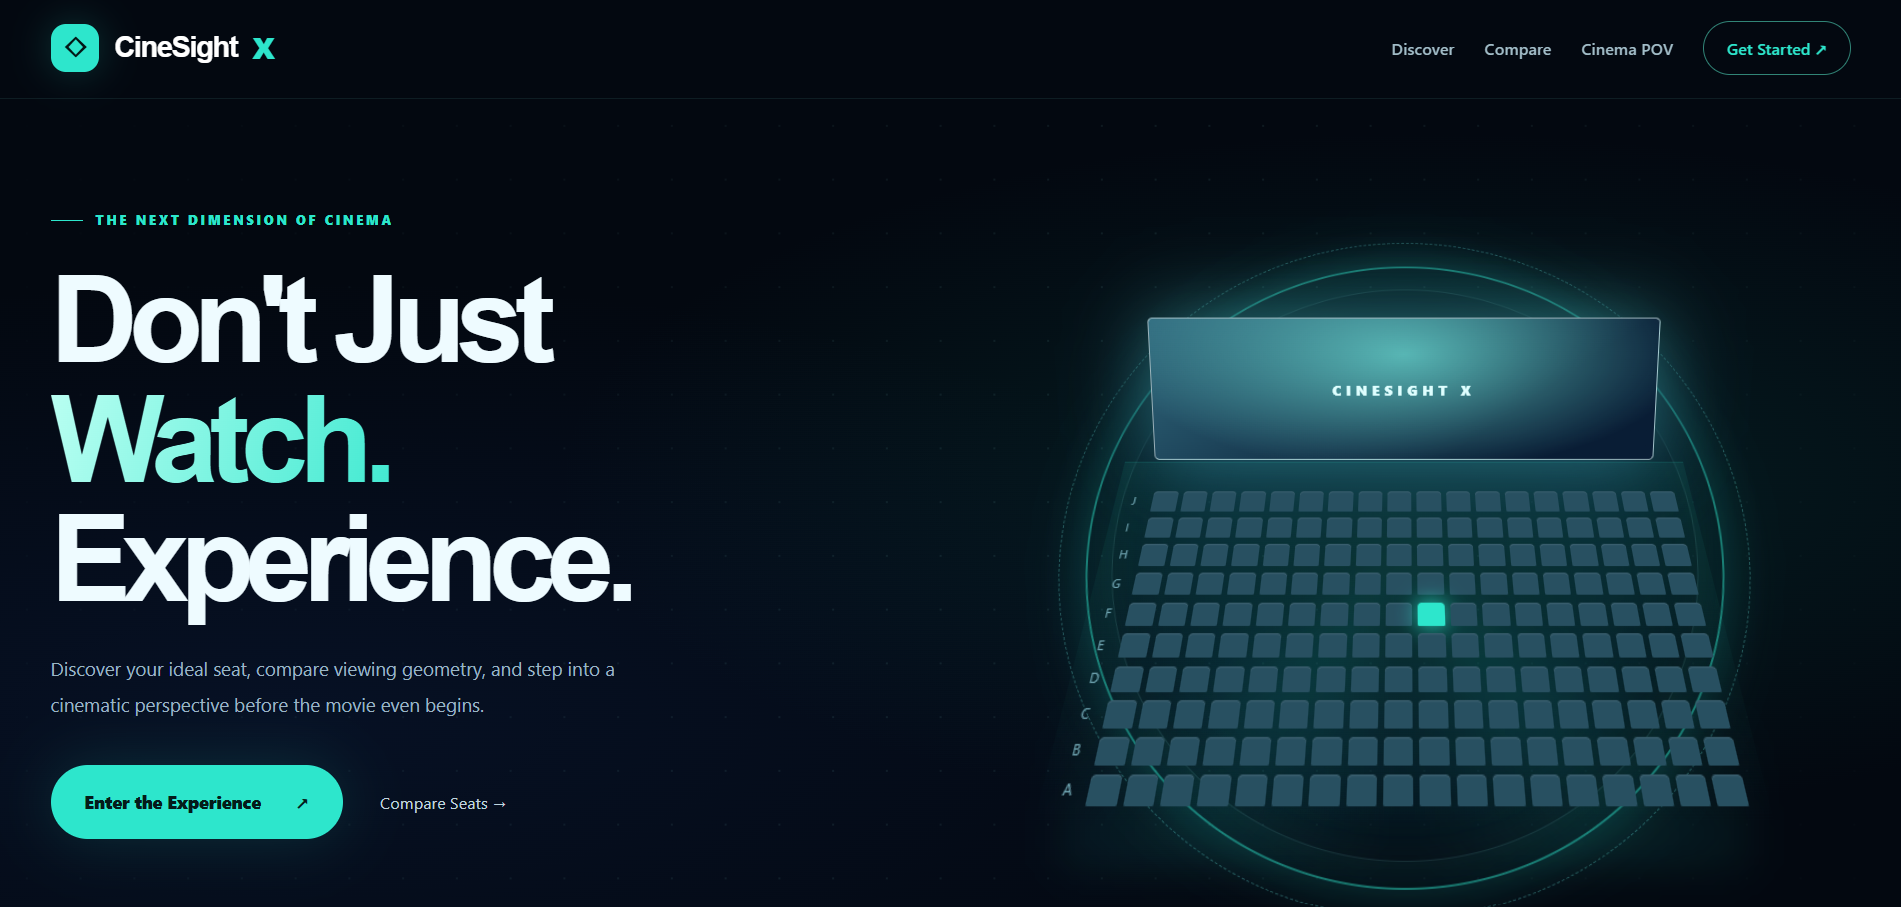 CineSight X
Discover
Compare
Cinema POV
Get Started ↗
THE NEXT DIMENSION OF CINEMA
Don't Just
Watch.
Experience.
Discover your ideal seat, compare viewing geometry, and step into a
cinematic perspective before the movie even begins.
Enter the Experience ↗
Compare Seats →
CINESIGHT X
J
I
H
G
F
E
D
C
B
A